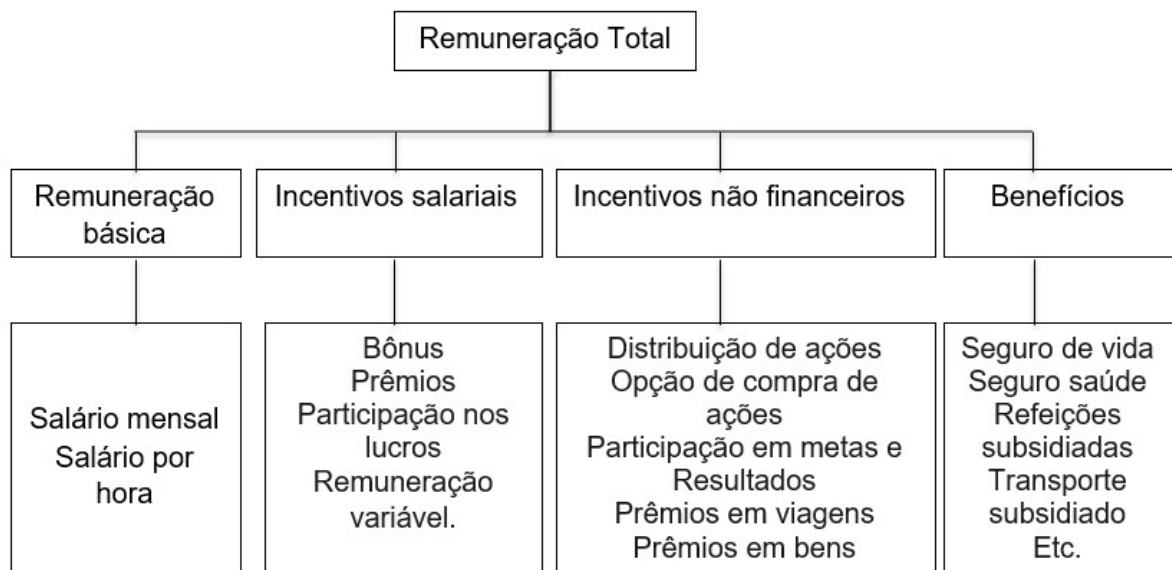 Remuneração Total
Remuneração
básica
Incentivos salariais
Incentivos não financeiros
Benefícios
Salário mensal
Salário por
hora
Bônus
Prêmios
Participação nos
lucros
Remuneração
variável.
Distribuição de ações
Opção de compra de
ações
Participação em metas e
Resultados
Prêmios em viagens
Prêmios em bens
Seguro de vida
Seguro saúde
Refeições
subsidiadas
Transporte
subsidiado
Etc.